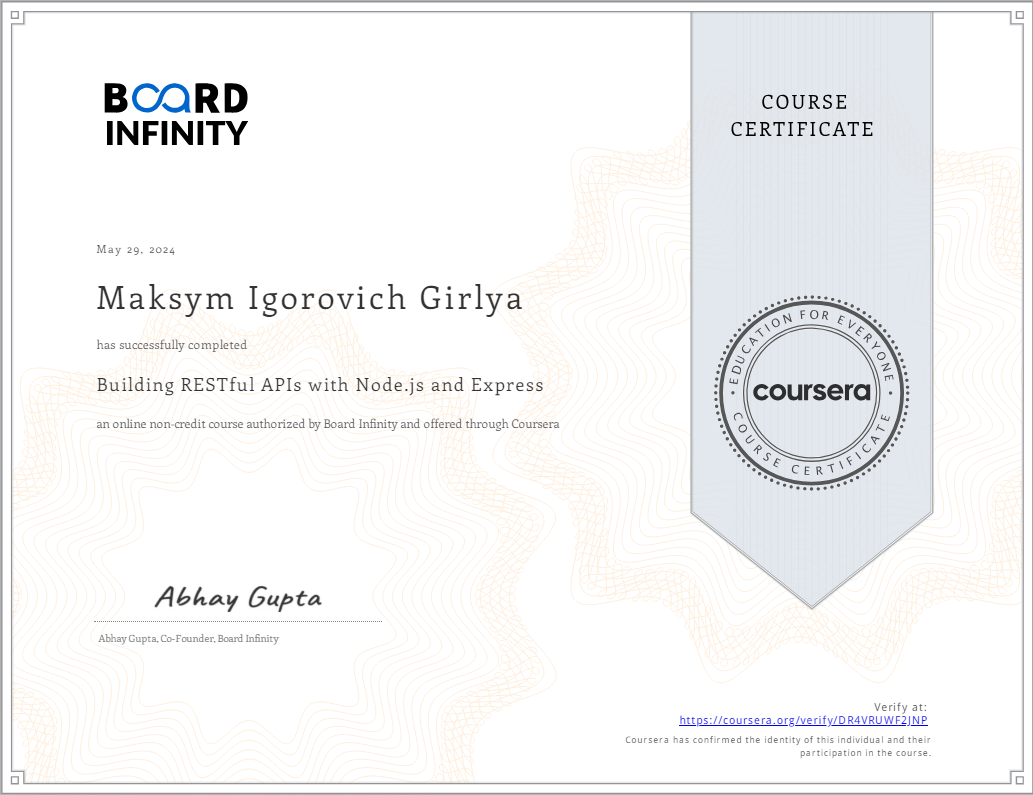 BOARD
INFINITY
COURSE
CERTIFICATE
May 29, 2024
Maksym Igorovich Girlya
has successfully completed
Building RESTful APIs with Node.js and Express
an online non-credit course authorized by Board Infinity and offered through Coursera
EDUCATION FOR EVERYONE
coursera
COURSE CERTIFICATE
Abhay Gupta
Abhay Gupta, Co-Founder, Board Infinity
Verify at:
https://coursera.org/verify/DR4VRUWF2JNP
Coursera has confirmed the identity of this individual and their
participation in the course.